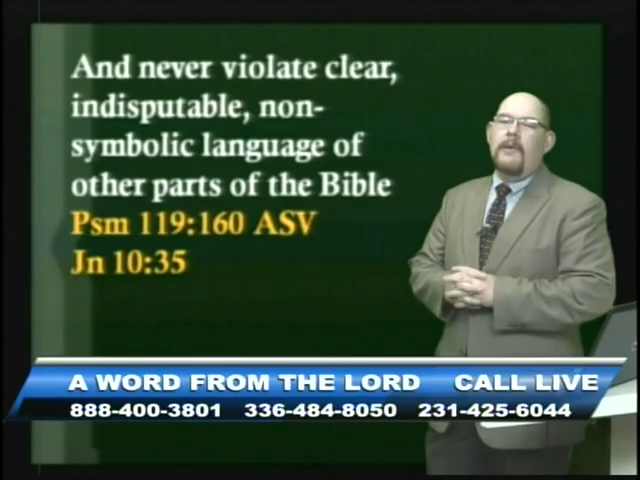 And never violate clear,
indisputable, non-
symbolic language of
other parts of the Bible
Psm 119:160 ASV
Jn 10:35
A WORD FROM THE LORD CALL LIVE
888-400-3801 336-484-8050 231-425-6044